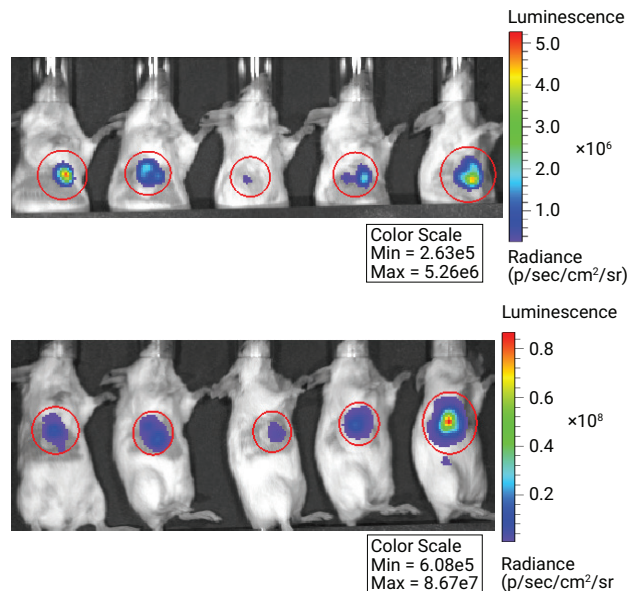 Luminescence
5.0
4.0
3.0
×10⁶
2.0
1.0
Color Scale
Min = 2.63e5
Max = 5.26e6
Radiance
(p/sec/cm²/sr)
Luminescence
0.8
0.6
×10⁸
0.4
0.2
Color Scale
Min = 6.08e5
Max = 8.67e7
Radiance
(p/sec/cm²/sr